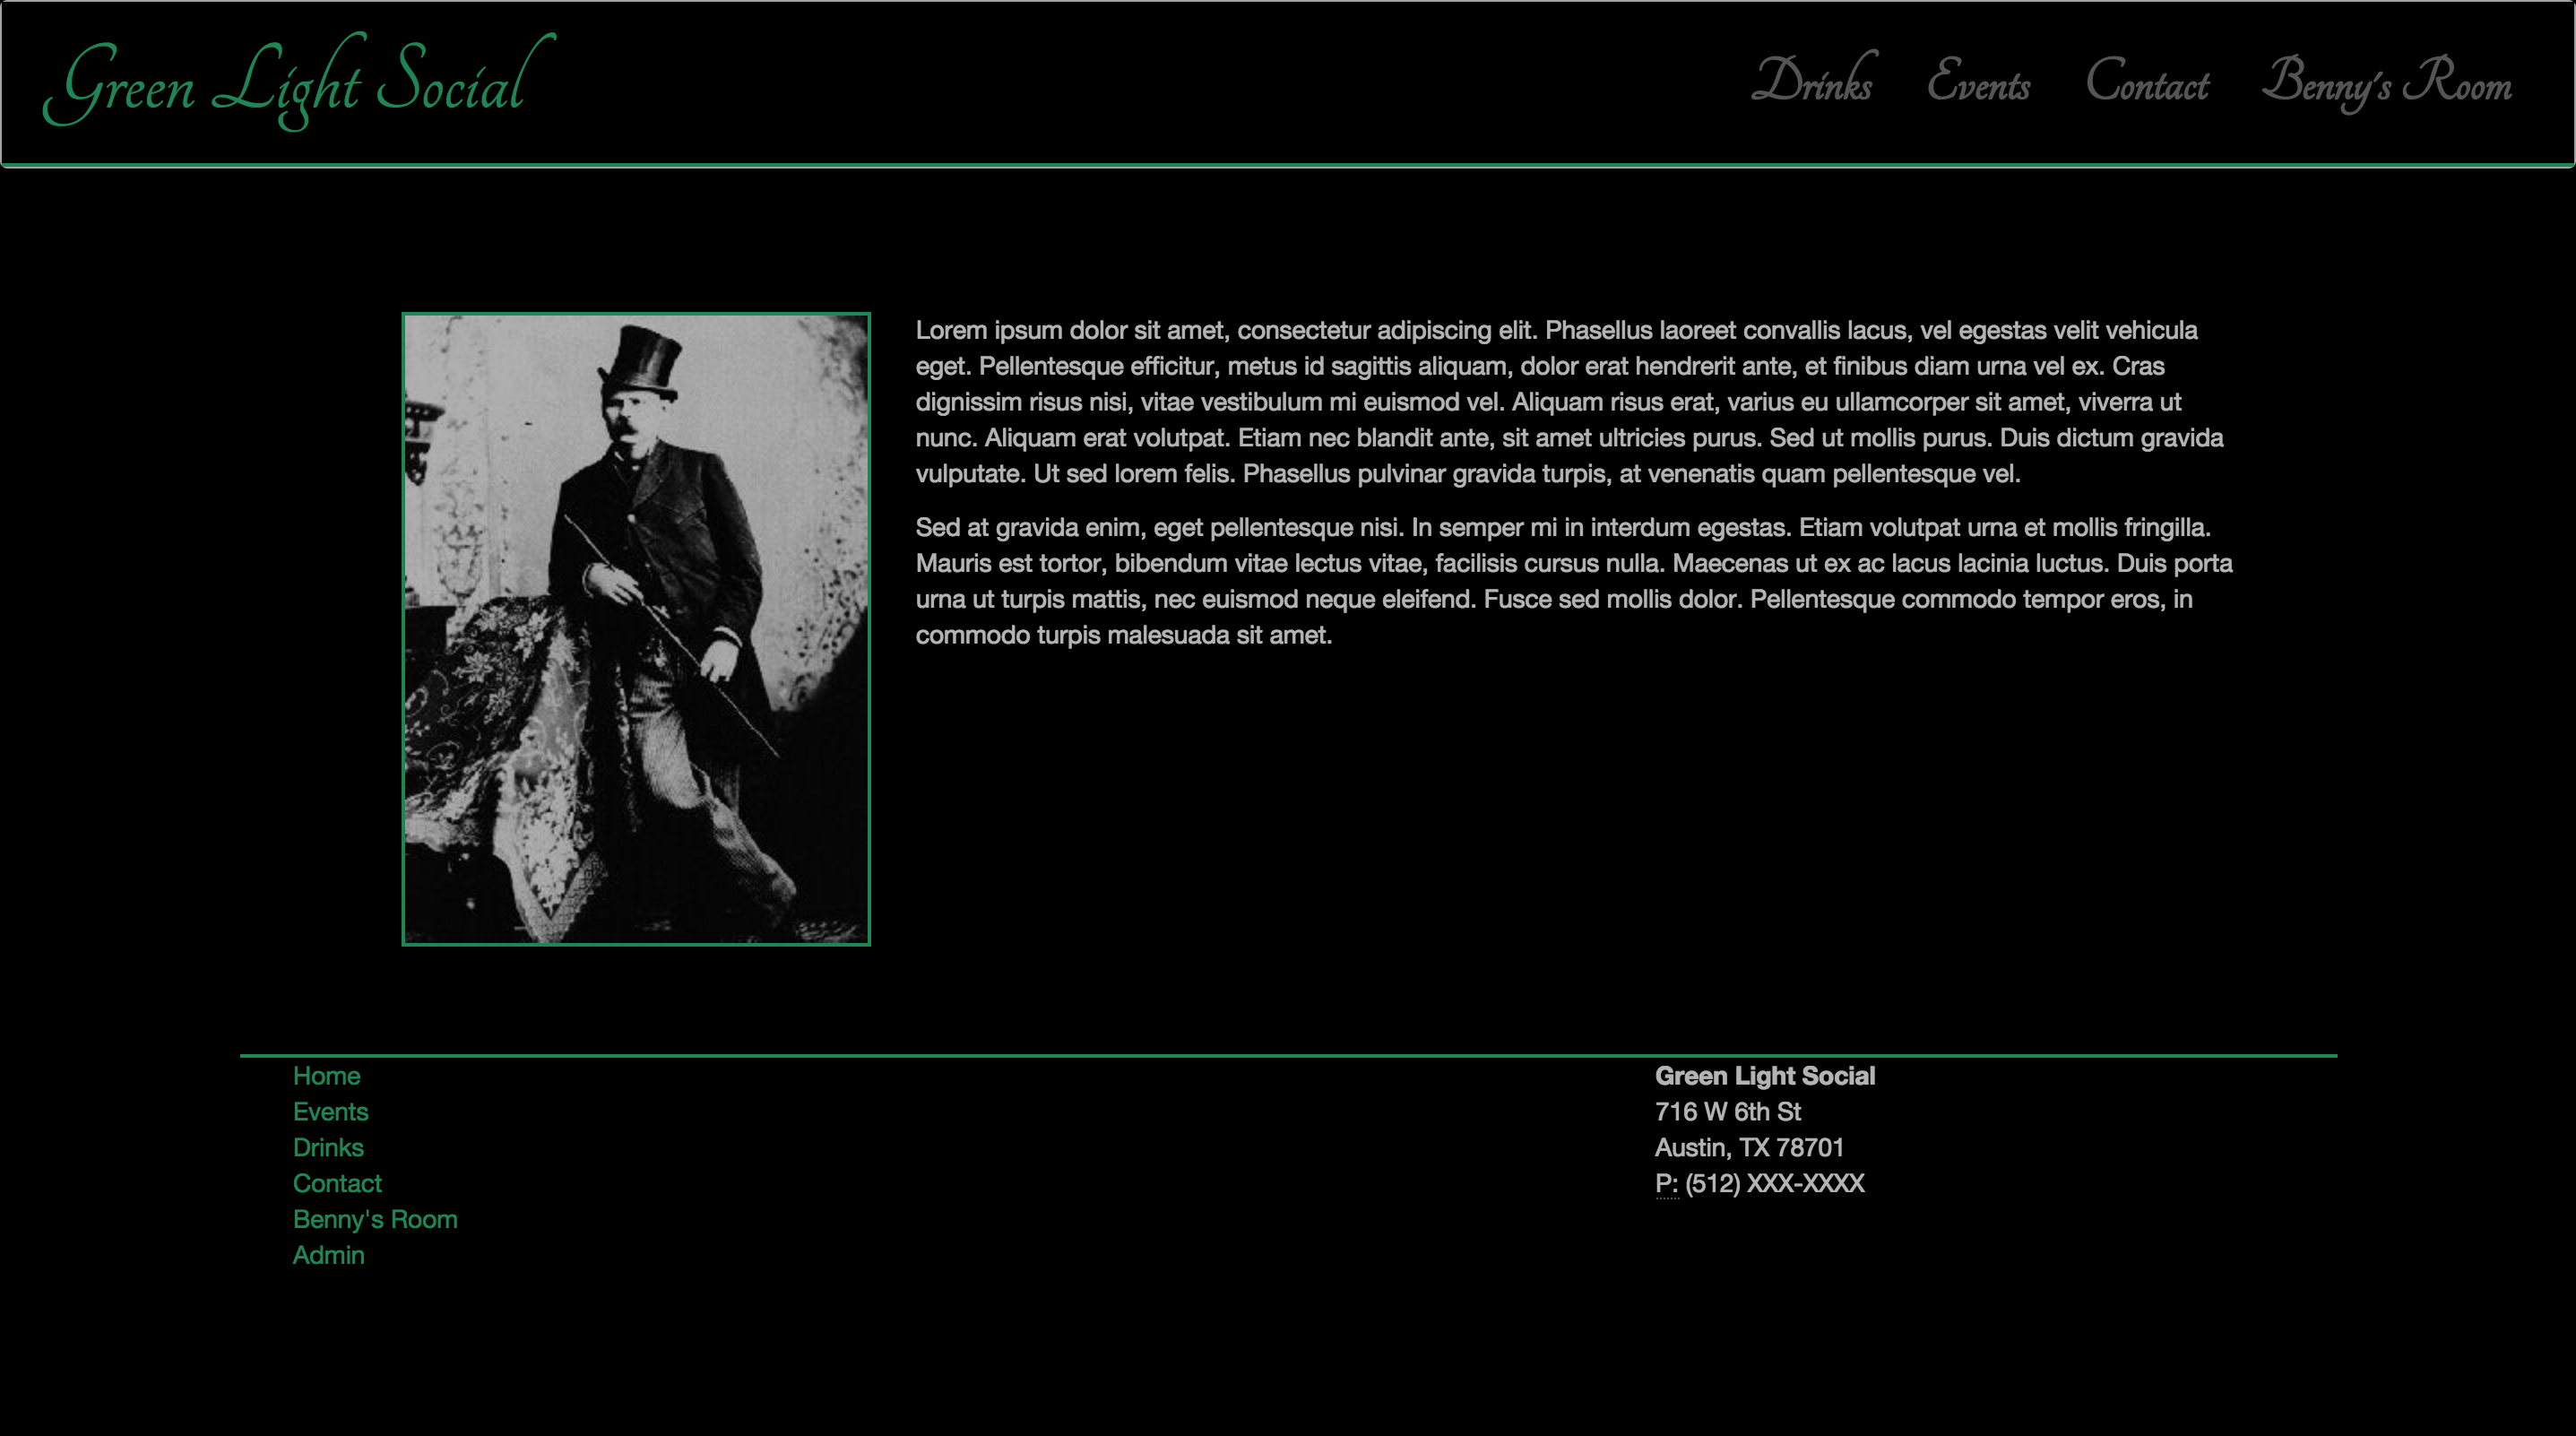 Green Light Social
Drinks Events Contact Benny's Room
Lorem ipsum dolor sit amet, consectetur adipiscing elit. Phasellus laoreet convallis lacus, vel egestas velit vehicula
eget. Pellentesque efficitur, metus id sagittis aliquam, dolor erat hendrerit ante, et finibus diam urna vel ex. Cras
dignissim risus nisi, vitae vestibulum mi euismod vel. Aliquam risus erat, varius eu ullamcorper sit amet, viverra ut
nunc. Aliquam erat volutpat. Etiam nec blandit ante, sit amet ultricies purus. Sed ut mollis purus. Duis dictum gravida
vulputate. Ut sed lorem felis. Phasellus pulvinar gravida turpis, at venenatis quam pellentesque vel.
Sed at gravida enim, eget pellentesque nisi. In semper mi in interdum egestas. Etiam volutpat urna et mollis fringilla.
Mauris est tortor, bibendum vitae lectus vitae, facilisis cursus nulla. Maecenas ut ex ac lacus lacinia luctus. Duis porta
urna ut turpis mattis, nec euismod neque eleifend. Fusce sed mollis dolor. Pellentesque commodo tempor eros, in
commodo turpis malesuada sit amet.
Home
Events
Drinks
Contact
Benny's Room
Admin
Green Light Social
716 W 6th St
Austin, TX 78701
P: (512) XXX-XXXX